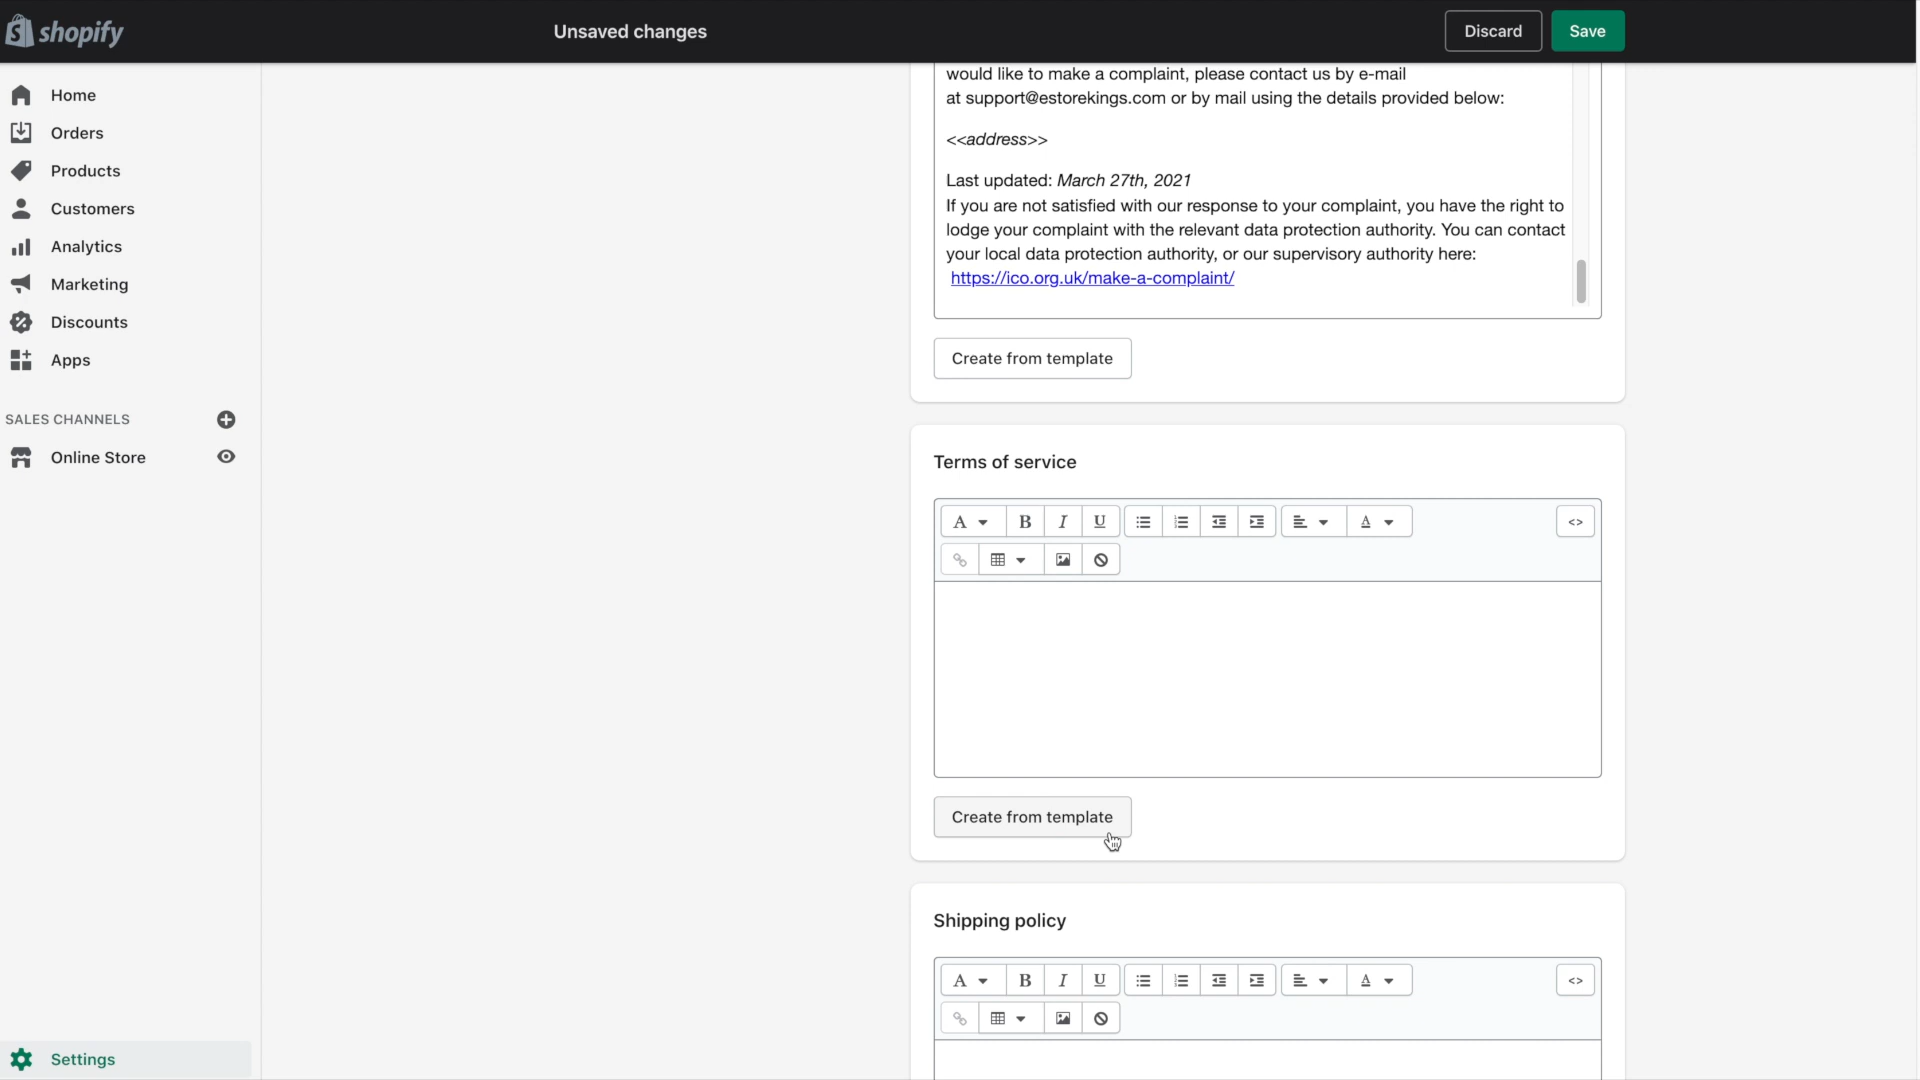 shopify
Unsaved changes
Discard
Save
Home
Orders
Products
Customers
Analytics
Marketing
Discounts
Apps
SALES CHANNELS
Online Store
Settings
would like to make a complaint, please contact us by e-mail
at support@estorekings.com or by mail using the details provided below:
<<address>>
Last updated: March 27th, 2021
If you are not satisfied with our response to your complaint, you have the right to
lodge your complaint with the relevant data protection authority. You can contact
your local data protection authority, or our supervisory authority here:
https://ico.org.uk/make-a-complaint/
Create from template
Terms of service
A B I U A <>
Create from template
Shipping policy
A B I U A <>